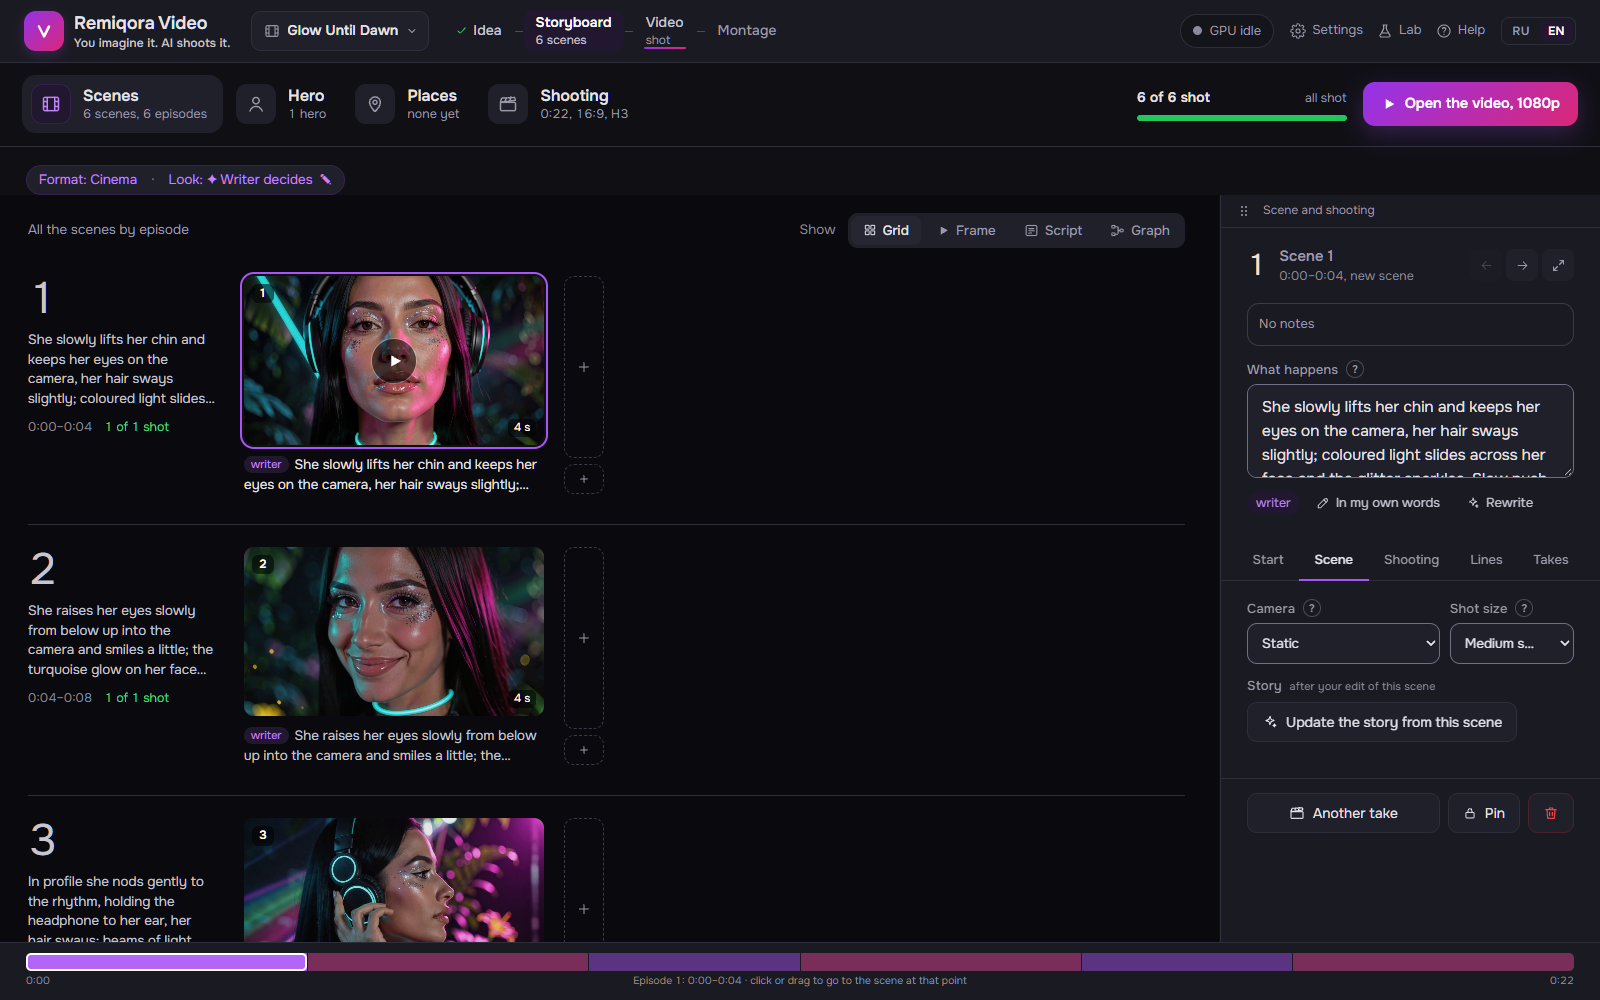 Remiqora Video
You imagine it. AI shoots it.
Glow Until Dawn
Idea
Storyboard
6 scenes
Video
shot
Montage
GPU idle
Settings
Lab
Help
RU
EN
Scenes
6 scenes, 6 episodes
Hero
1 hero
Places
none yet
Shooting
0:22, 16:9, H3
6 of 6 shot
all shot
Open the video, 1080p
Format: Cinema · Look: ✦ Writer decides
All the scenes by episode
Show
Grid
Frame
Script
Graph
1
She slowly lifts her chin and
keeps her eyes on the
camera, her hair sways
slightly; coloured light slides...
0:00–0:04 1 of 1 shot
1
4 s
writer She slowly lifts her chin and keeps her
eyes on the camera, her hair sways slightly;...
2
She raises her eyes slowly
from below up into the
camera and smiles a little; the
turquoise glow on her face...
0:04–0:08 1 of 1 shot
2
4 s
writer She raises her eyes slowly from below
up into the camera and smiles a little; the...
3
In profile she nods gently to
the rhythm, holding the
headphone to her ear, her
hair sways; beams of light
3
Scene and shooting
1
Scene 1
0:00–0:04, new scene
No notes
What happens ?
She slowly lifts her chin and keeps her
eyes on the camera, her hair sways
slightly; coloured light slides across her
face and the glitter sparkles. Slow push
writer
In my own words
Rewrite
Start
Scene
Shooting
Lines
Takes
Camera ?
Shot size ?
Static
Medium s...
Story after your edit of this scene
Update the story from this scene
Another take
Pin
0:00
Episode 1: 0:00–0:04 · click or drag to go to the scene at that point
0:22